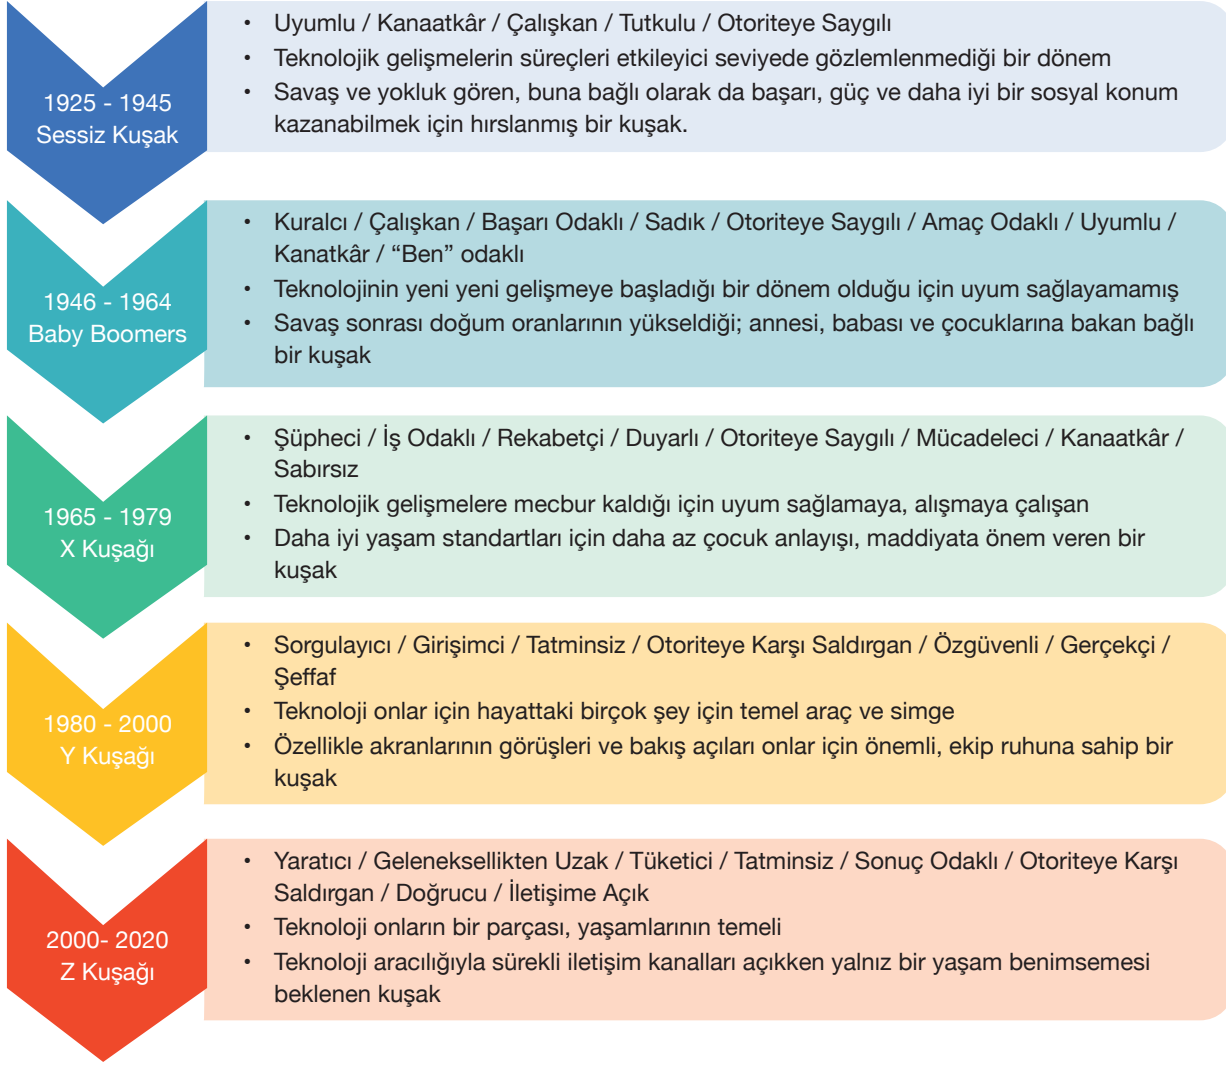 1925 - 1945
Sessiz Kuşak
• Uyumlu / Kanaatkâr / Çalışkan / Tutkulu / Otoriteye Saygılı
• Teknolojik gelişmelerin süreçleri etkileyici seviyede gözlemlenmediği bir dönem
• Savaş ve yokluk gören, buna bağlı olarak da başarı, güç ve daha iyi bir sosyal konum
kazanabilmek için hırslanmış bir kuşak.
1946 - 1964
Baby Boomers
• Kuralcı / Çalışkan / Başarı Odaklı / Sadık / Otoriteye Saygılı / Amaç Odaklı / Uyumlu /
Kanatkâr / “Ben” odaklı
• Teknolojinin yeni yeni gelişmeye başladığı bir dönem olduğu için uyum sağlayamamış
• Savaş sonrası doğum oranlarının yükseldiği; annesi, babası ve çocuklarına bakan bağlı
bir kuşak
1965 - 1979
X Kuşağı
• Şüpheci / İş Odaklı / Rekabetçi / Duyarlı / Otoriteye Saygılı / Mücadeleci / Kanaatkâr /
Sabırsız
• Teknolojik gelişmelere mecbur kaldığı için uyum sağlamaya, alışmaya çalışan
• Daha iyi yaşam standartları için daha az çocuk anlayışı, maddiyata önem veren bir
kuşak
1980 - 2000
Y Kuşağı
• Sorgulayıcı / Girişimci / Tatminsiz / Otoriteye Karşı Saldırgan / Özgüvenli / Gerçekçi /
Şeffaf
• Teknoloji onlar için hayattaki birçok şey için temel araç ve simge
• Özellikle akranlarının görüşleri ve bakış açıları onlar için önemli, ekip ruhuna sahip bir
kuşak
2000- 2020
Z Kuşağı
• Yaratıcı / Geleneksellikten Uzak / Tüketici / Tatminsiz / Sonuç Odaklı / Otoriteye Karşı
Saldırgan / Doğrucu / İletişime Açık
• Teknoloji onların bir parçası, yaşamlarının temeli
• Teknoloji aracılığıyla sürekli iletişim kanalları açıkken yalnız bir yaşam benimsemesi
beklenen kuşak